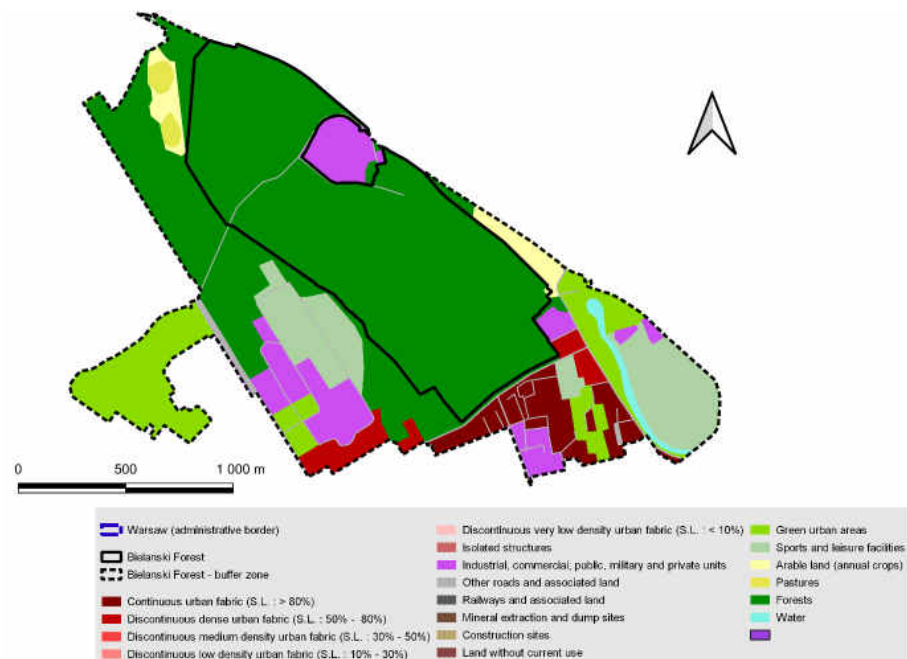 0 500 1 000 m
Warsaw (administrative border)
Bielanski Forest
Bielanski Forest - buffer zone
Continuous urban fabric (S.L. : > 80%)
Discontinuous dense urban fabric (S.L. : 50% - 80%)
Discontinuous medium density urban fabric (S.L. : 30% - 50%)
Discontinuous low density urban fabric (S.L. : 10% - 30%)
Discontinuous very low density urban fabric (S.L. : < 10%)
Isolated structures
Industrial, commercial, public, military and private units
Other roads and associated land
Railways and associated land
Mineral extraction and dump sites
Construction sites
Land without current use
Green urban areas
Sports and leisure facilities
Arable land (annual crops)
Pastures
Forests
Water